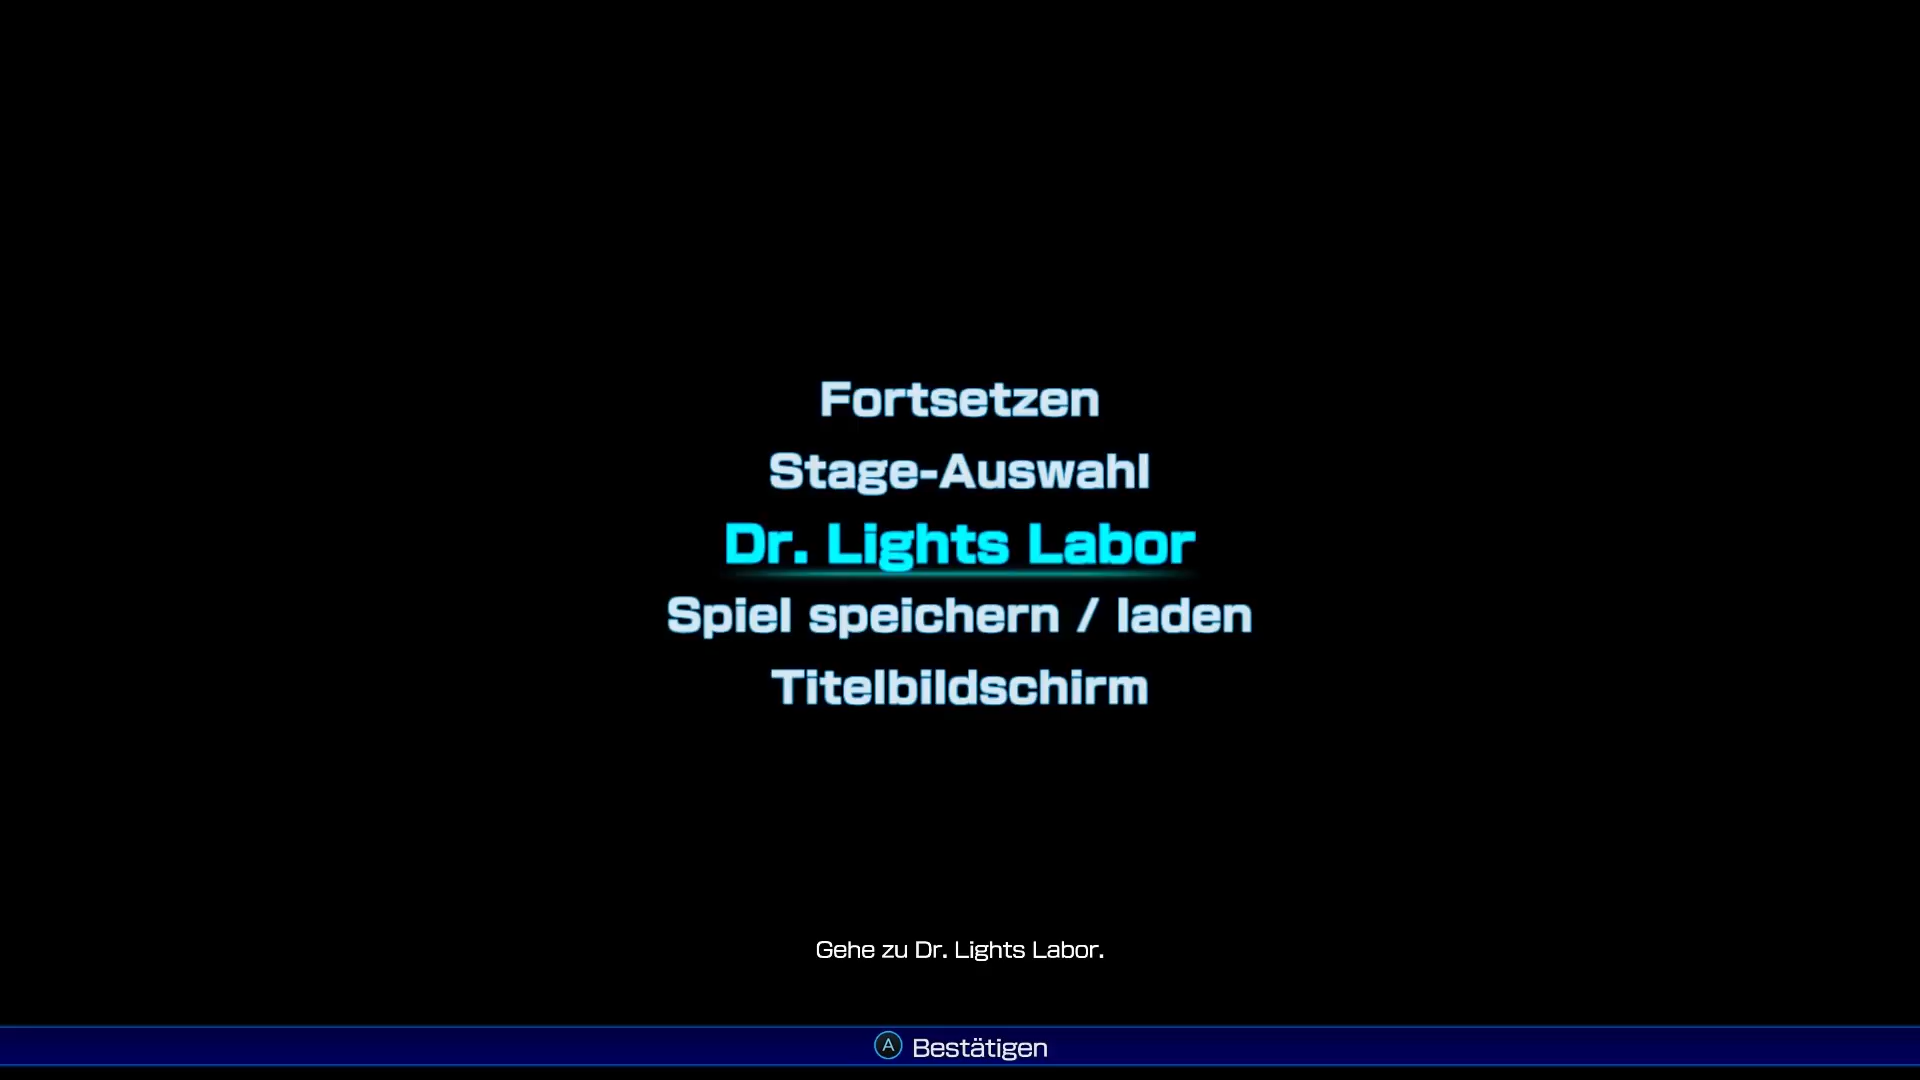 Fortsetzen
Stage-Auswahl
Dr. Lights Labor
Spiel speichern / laden
Titelbildschirm
Gehe zu Dr. Lights Labor.
A Bestätigen